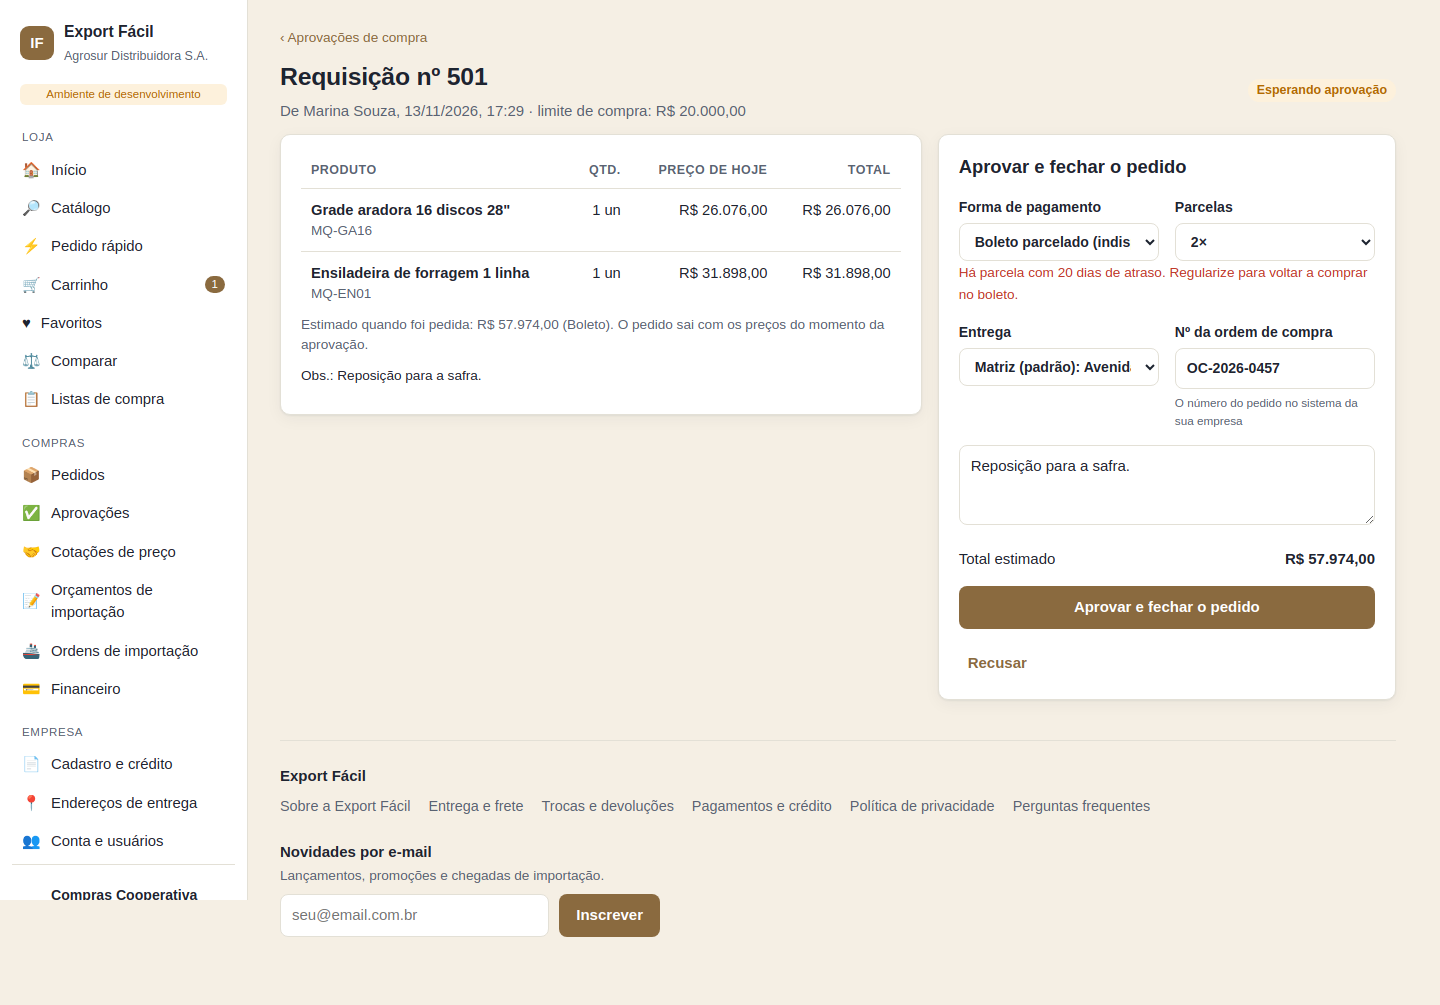 IF
Export Fácil
Agrosur Distribuidora S.A.
Ambiente de desenvolvimento
LOJA
Início
Catálogo
Pedido rápido
Carrinho 1
Favoritos
Comparar
Listas de compra
COMPRAS
Pedidos
Aprovações
Cotações de preço
Orçamentos de
importação
Ordens de importação
Financeiro
EMPRESA
Cadastro e crédito
Endereços de entrega
Conta e usuários
Compras Cooperativa
‹ Aprovações de compra
Requisição nº 501
Esperando aprovação
De Marina Souza, 13/11/2026, 17:29 · limite de compra: R$ 20.000,00
PRODUTO QTD. PREÇO DE HOJE TOTAL
Grade aradora 16 discos 28" 1 un R$ 26.076,00 R$ 26.076,00
MQ-GA16
Ensiladeira de forragem 1 linha 1 un R$ 31.898,00 R$ 31.898,00
MQ-EN01
Estimado quando foi pedida: R$ 57.974,00 (Boleto). O pedido sai com os preços do momento da
aprovação.
Obs.: Reposição para a safra.
Aprovar e fechar o pedido
Forma de pagamento Parcelas
Boleto parcelado (indis 2×
Há parcela com 20 dias de atraso. Regularize para voltar a comprar
no boleto.
Entrega Nº da ordem de compra
Matriz (padrão): Avenid OC-2026-0457
O número do pedido no sistema da
sua empresa
Reposição para a safra.
Total estimado R$ 57.974,00
Aprovar e fechar o pedido
Recusar
Export Fácil
Sobre a Export Fácil Entrega e frete Trocas e devoluções Pagamentos e crédito Política de privacidade Perguntas frequentes
Novidades por e-mail
Lançamentos, promoções e chegadas de importação.
seu@email.com.br Inscrever